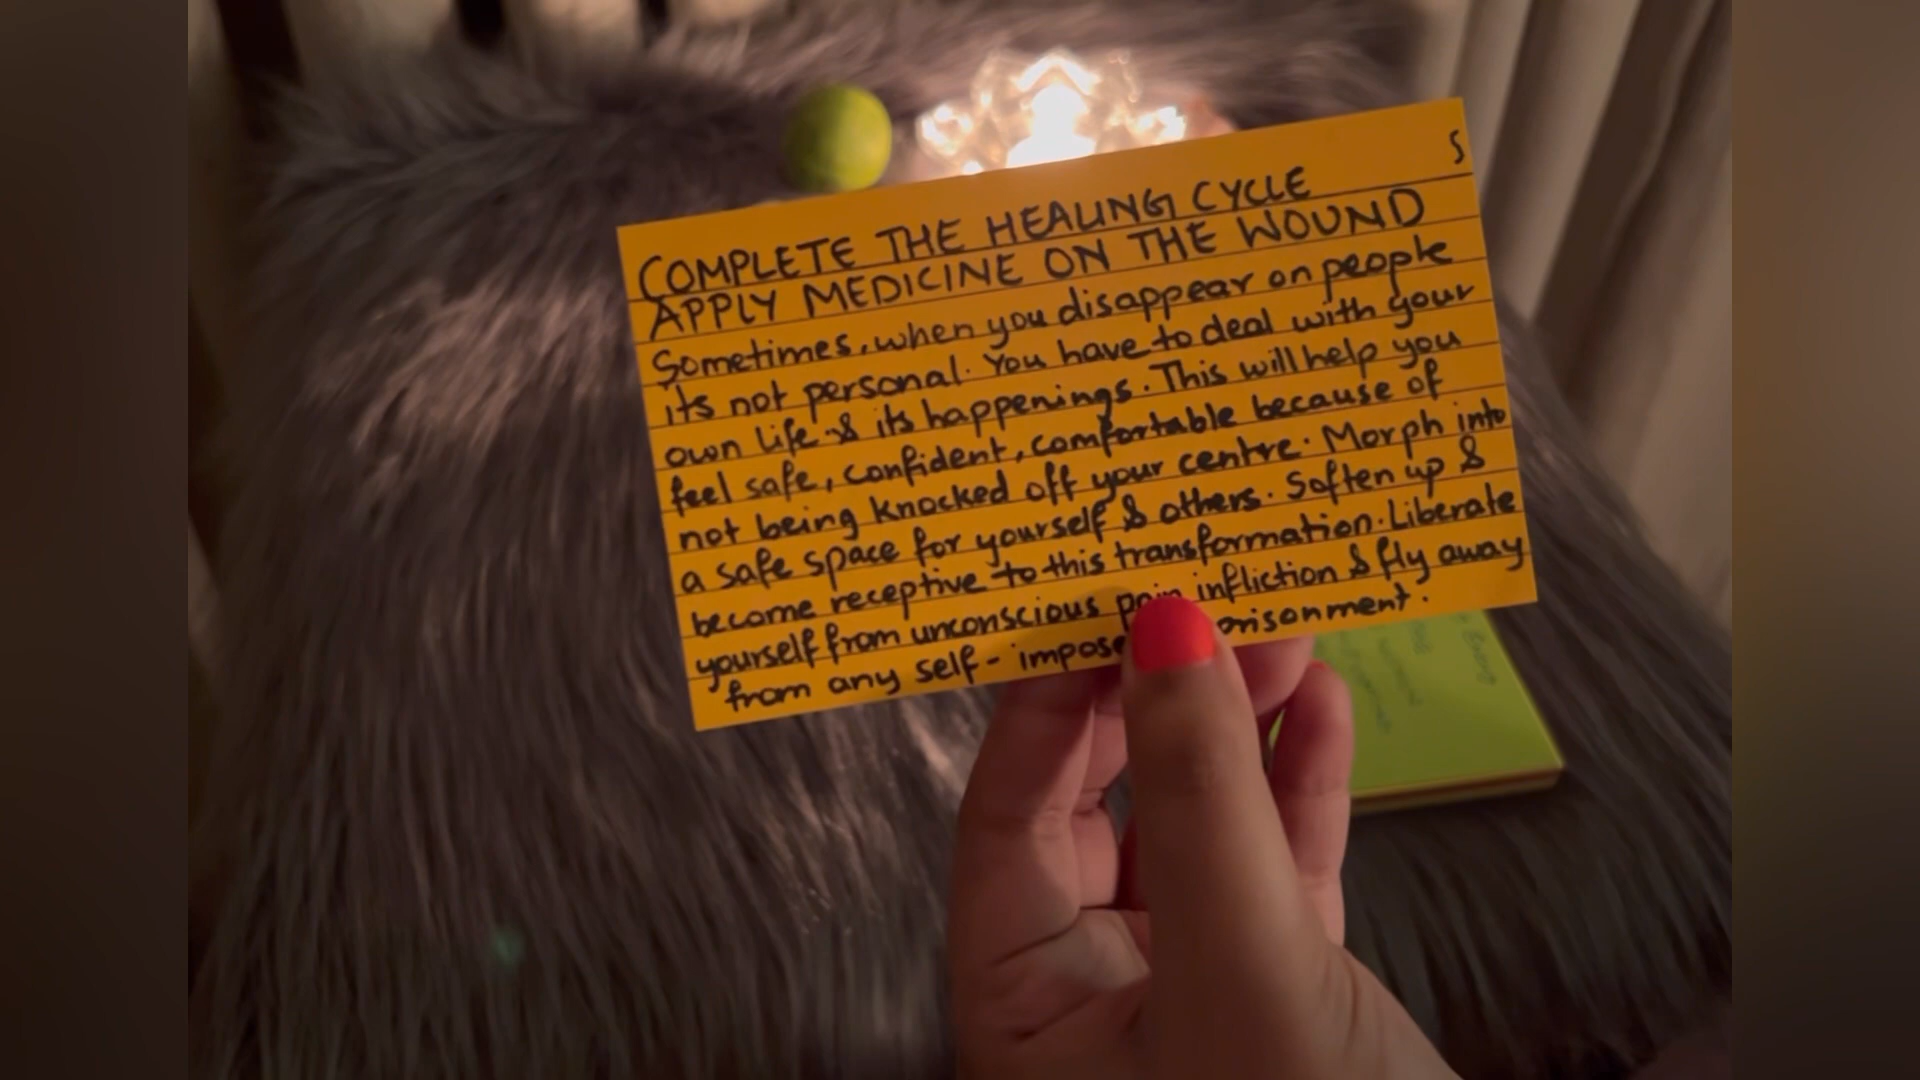 S
COMPLETE THE HEALING CYCLE
APPLY MEDICINE ON THE WOUND
Sometimes, when you disappear on people
its not personal. You have to deal with your
own life & its happenings. This will help you
feel safe, confident, comfortable because of
not being knocked off your centre. Morph into
a safe space for yourself & others. Soften up &
become receptive to this transformation. Liberate
yourself from unconscious pain infliction & fly away
from any self-impose prisonment.